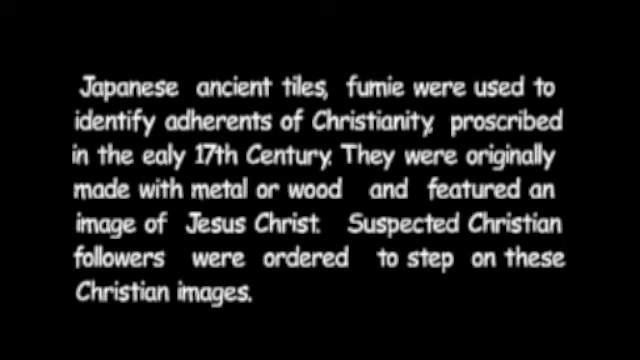 Japanese ancient tiles, fumie were used to
identify adherents of Christianity, proscribed
in the ealy 17th Century. They were originally
made with metal or wood and featured an
image of Jesus Christ. Suspected Christian
followers were ordered to step on these
Christian images.